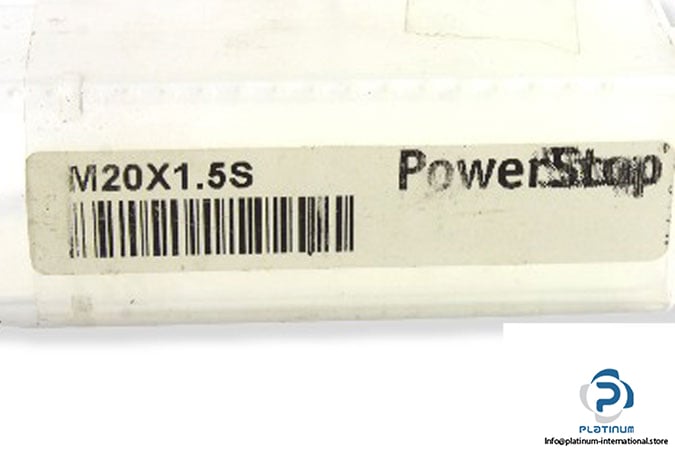 M20X1.5S
PowerStop
PLATINUM
Info@platinum-international.store